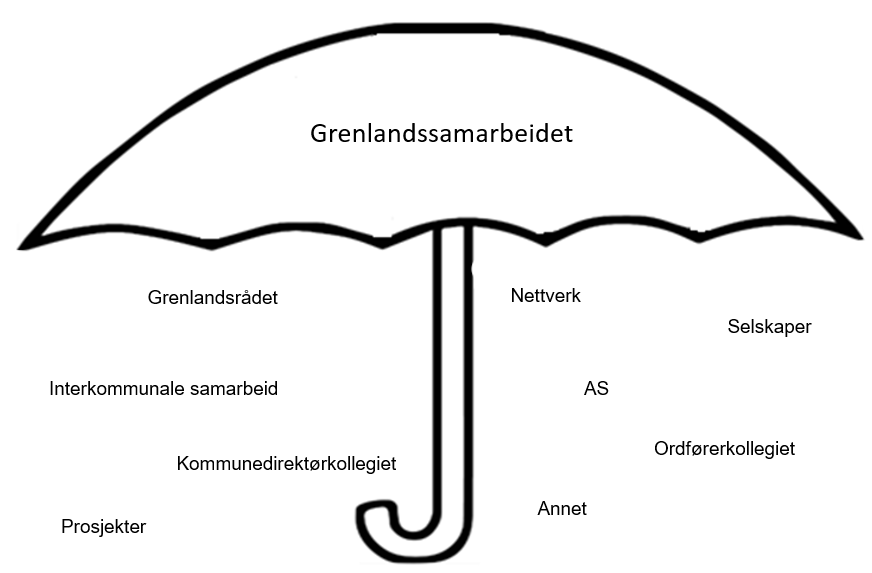 Grenlandssamarbeidet
Grenlandsrådet
Nettverk
Selskaper
Interkommunale samarbeid
AS
Ordførerkollegiet
Kommunedirektørkollegiet
Annet
Prosjekter